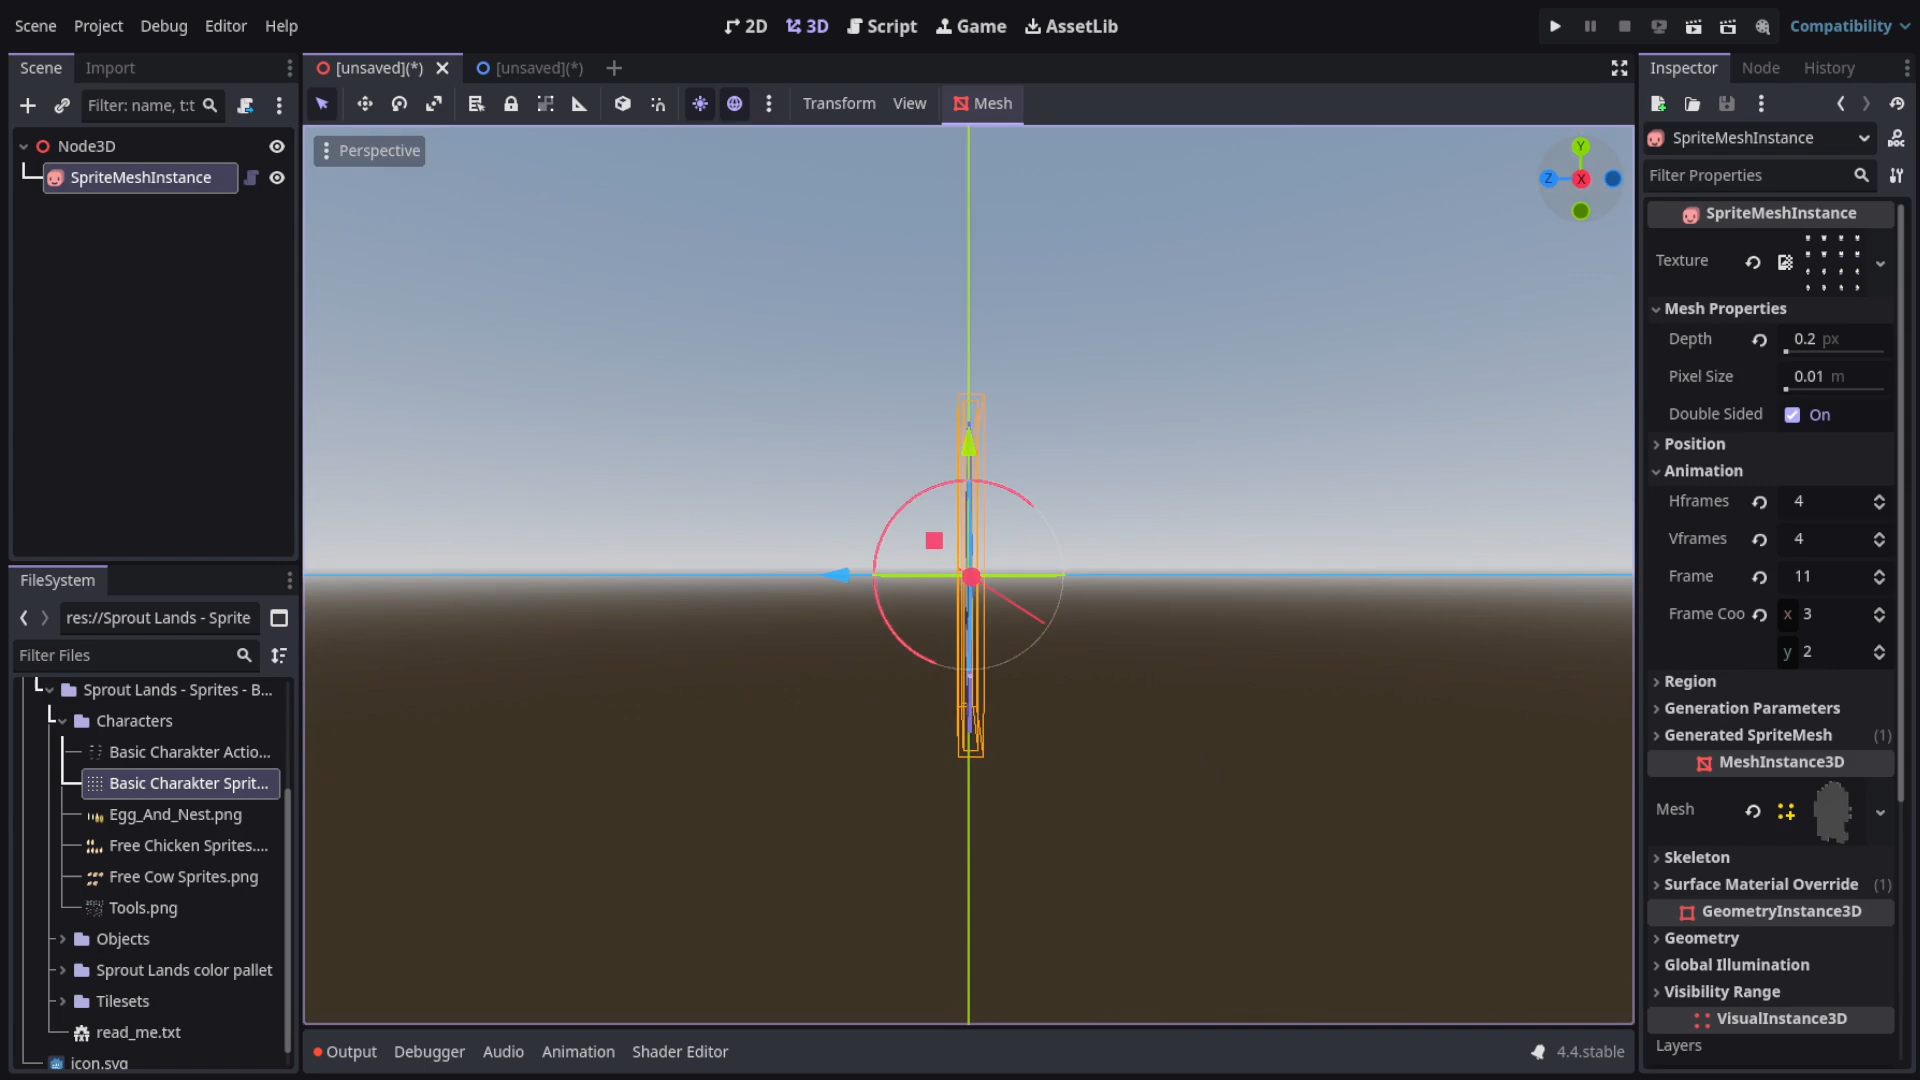 Scene Project Debug Editor Help
2D 3D Script Game AssetLib
Compatibility
Scene Import
Filter: name, t:t
Node3D
SpriteMeshInstance
FileSystem
res://Sprout Lands - Sprite
Filter Files
Sprout Lands - Sprites - B...
Characters
Basic Charakter Actio...
Basic Charakter Sprit...
Egg_And_Nest.png
Free Chicken Sprites....
Free Cow Sprites.png
Tools.png
Objects
Sprout Lands color pallet
Tilesets
read_me.txt
icon.svg
[unsaved](*) [unsaved](*)
Transform View Mesh
Perspective
Y
Z X
Output Debugger Audio Animation Shader Editor
4.4.stable
Inspector Node History
SpriteMeshInstance
Filter Properties
SpriteMeshInstance
Texture
Mesh Properties
Depth 0.2 px
Pixel Size 0.01 m
Double Sided On
Position
Animation
Hframes 4
Vframes 4
Frame 11
Frame Coo x 3
y 2
Region
Generation Parameters
Generated SpriteMesh (1)
MeshInstance3D
Mesh
Skeleton
Surface Material Override (1)
GeometryInstance3D
Geometry
Global Illumination
Visibility Range
VisualInstance3D
Layers